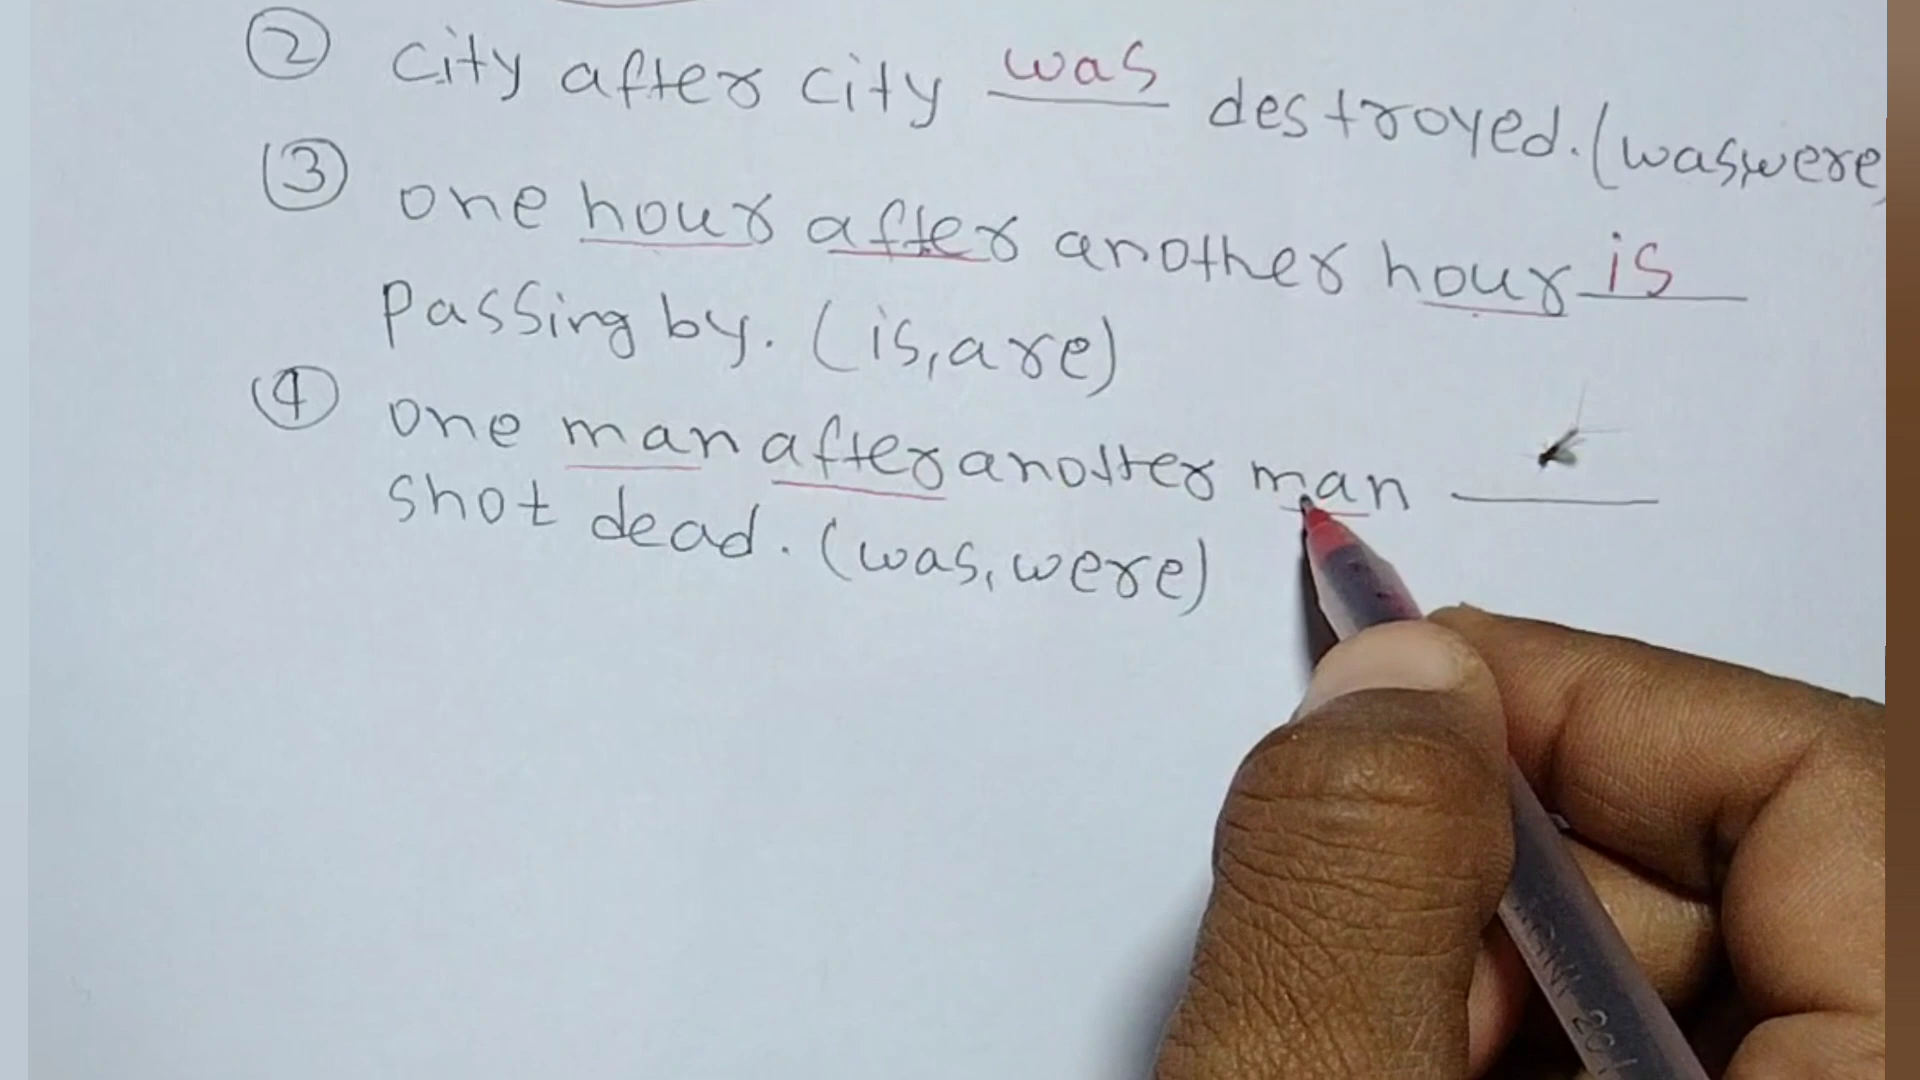 ② city after city was destroyed. (was, were
③ one hour after another hour is
passing by. (is, are)
④ one man after another man ____
shot dead. (was, were)